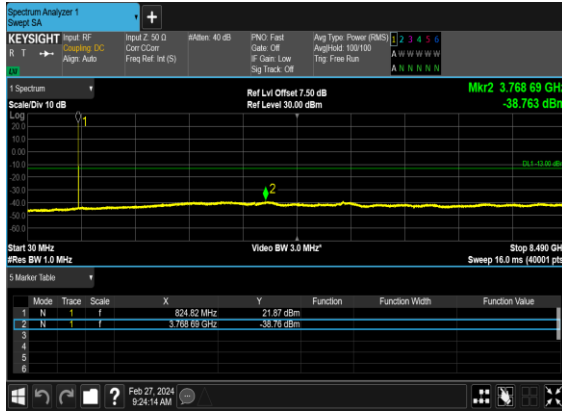 Spectrum Analyzer 1
Swept SA
+
KEYSIGHT Input: RF Input Z: 50 Ω #Atten: 40 dB PNO: Fast Avg Type: Power (RMS) 1 2 3 4 5 6
R T Coupling: DC Corr CCorr Gate: Off Avg|Hold: 100/100 A W W W W W
Align: Auto Freq Ref: Int (S) IF Gain: Low Trig: Free Run
LU Sig Track: Off A N N N N N
1 Spectrum Ref Lvl Offset 7.50 dB Mkr2 3.768 69 GHz
Scale/Div 10 dB Ref Level 30.00 dBm -38.763 dBm
Log
20.0 1
10.0
0.00
-10.0 DL1 -13.00 dBm
-20.0
-30.0 2
-40.0
-50.0
-60.0
Start 30 MHz Video BW 3.0 MHz* Stop 8.490 GHz
#Res BW 1.0 MHz Sweep 16.0 ms (40001 pts)
5 Marker Table
Mode Trace Scale X Y Function Function Width Function Value
1 N 1 f 824.82 MHz 21.87 dBm
2 N 1 f 3.768 69 GHz -38.76 dBm
3
4
5
6
? Feb 27, 2024
9:24:14 AM